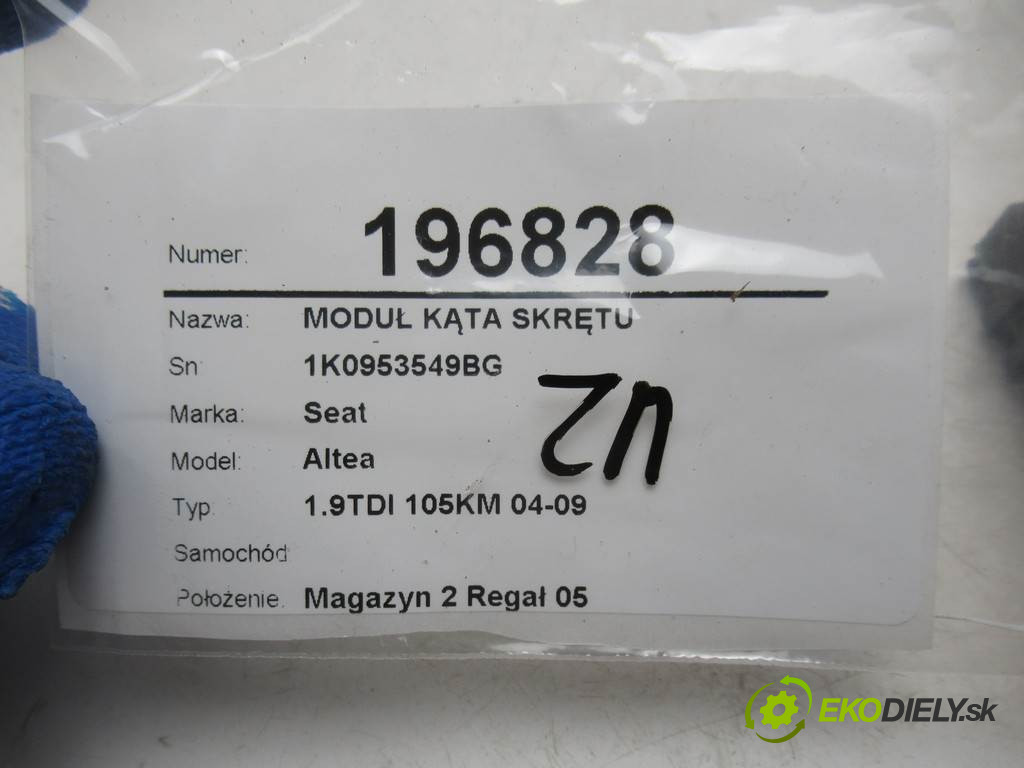 Numer: 196828
Nazwa: MODUŁ KĄTA SKRĘTU
Sn: 1K0953549BG
Marka: Seat
Model: Altea
Typ: 1.9TDI 105KM 04-09
Samochód
Położenie: Magazyn 2 Regał 05
EKODIELY.sk